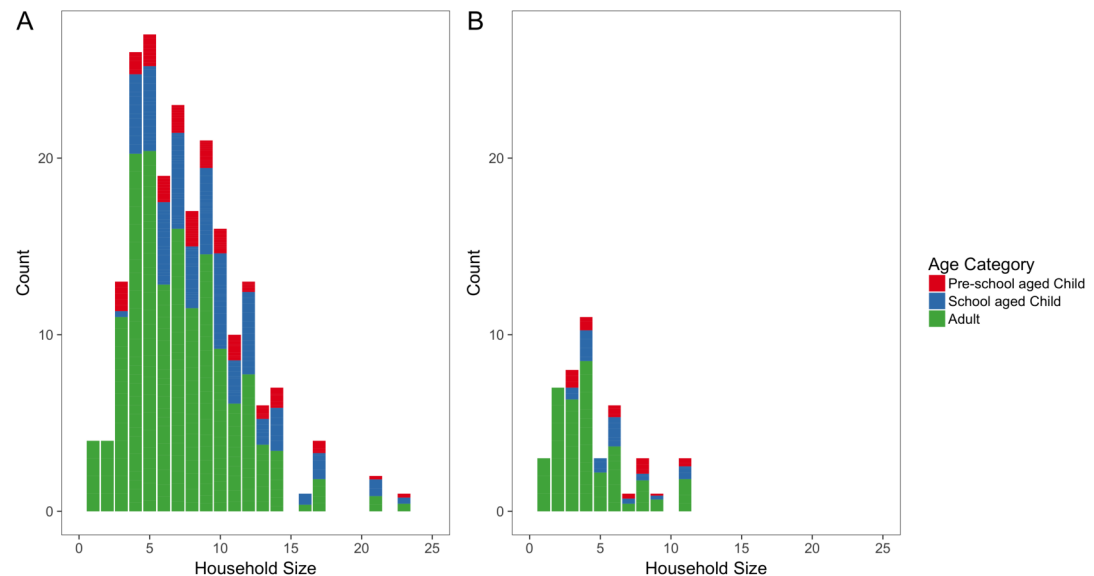 A
B
20
10
0
Count
0 5 10 15 20 25
Household Size
20
10
0
Count
0 5 10 15 20 25
Household Size
Age Category
Pre-school aged Child
School aged Child
Adult